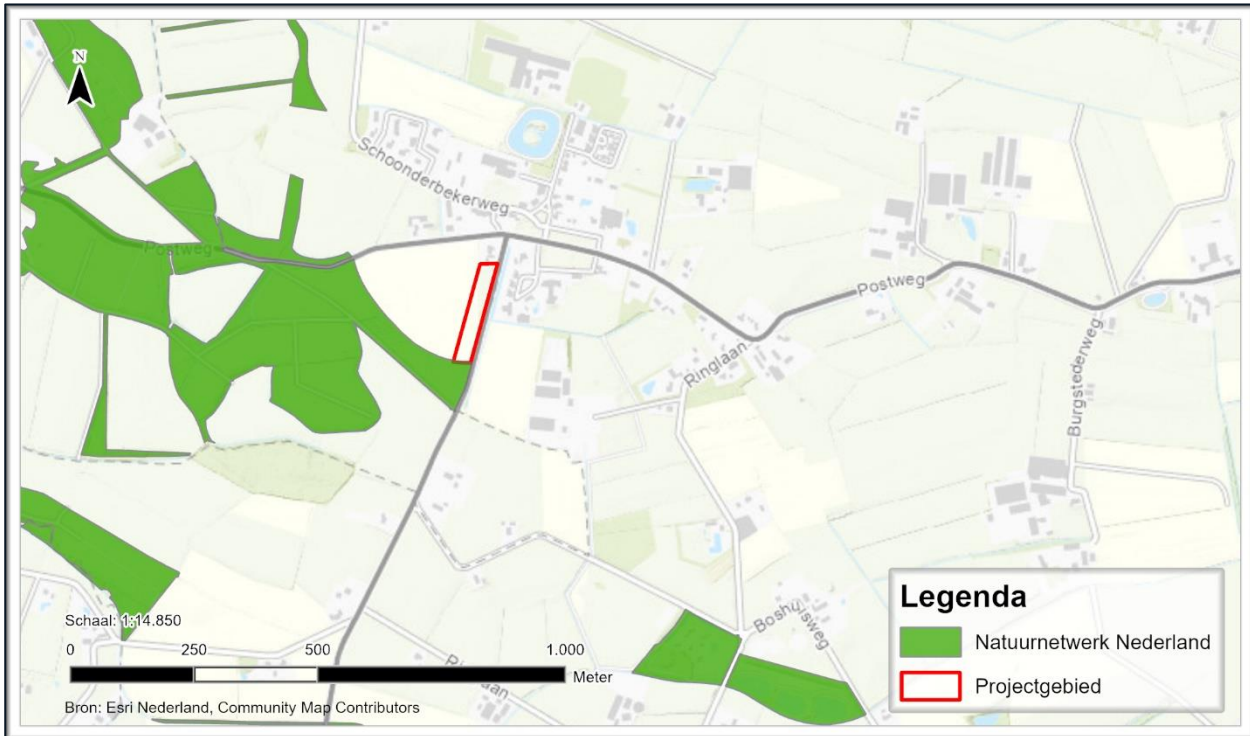 N
Schoonderbekerweg
Postweg
Postweg
Ringlaan
Burgstederweg
Boshuisweg
Schaal: 1:14.850
0 250 500 1.000
Meter
Bron: Esri Nederland, Community Map Contributors
Legenda
Natuurnetwerk Nederland
Projectgebied